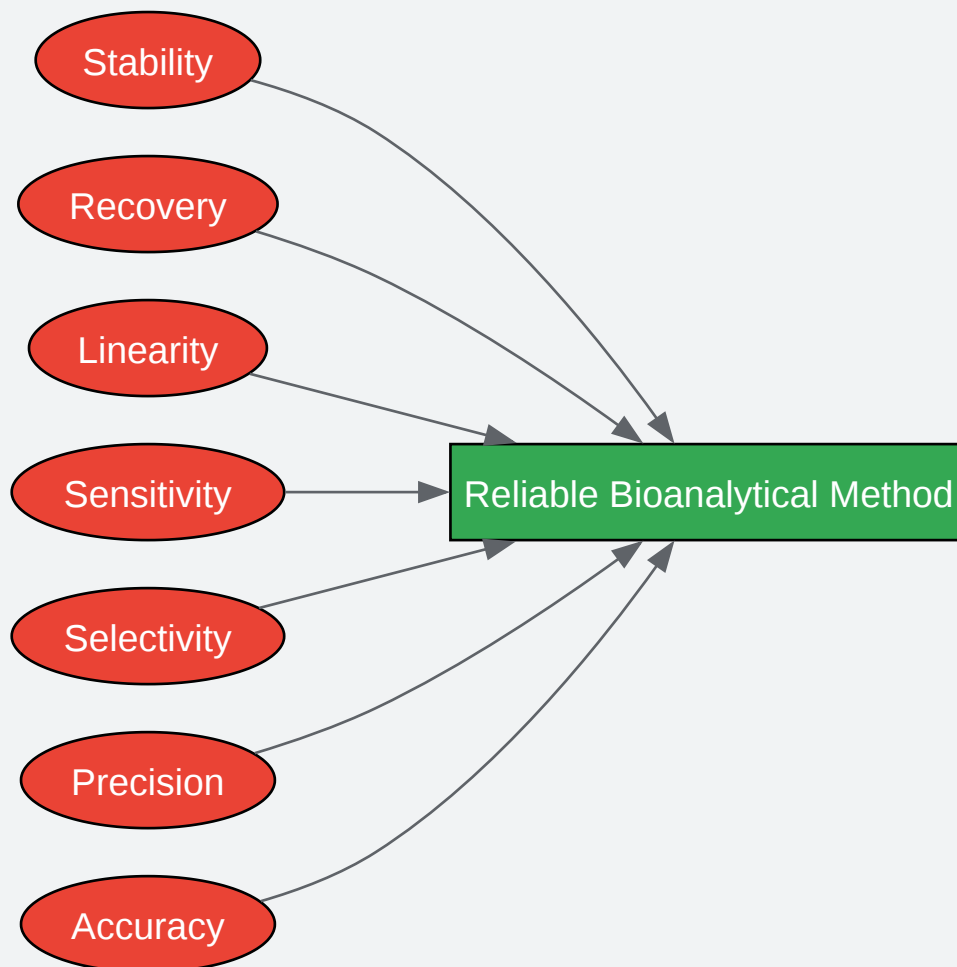 Stability
Recovery
Linearity
Sensitivity
Reliable Bioanalytical Method
Selectivity
Precision
Accuracy